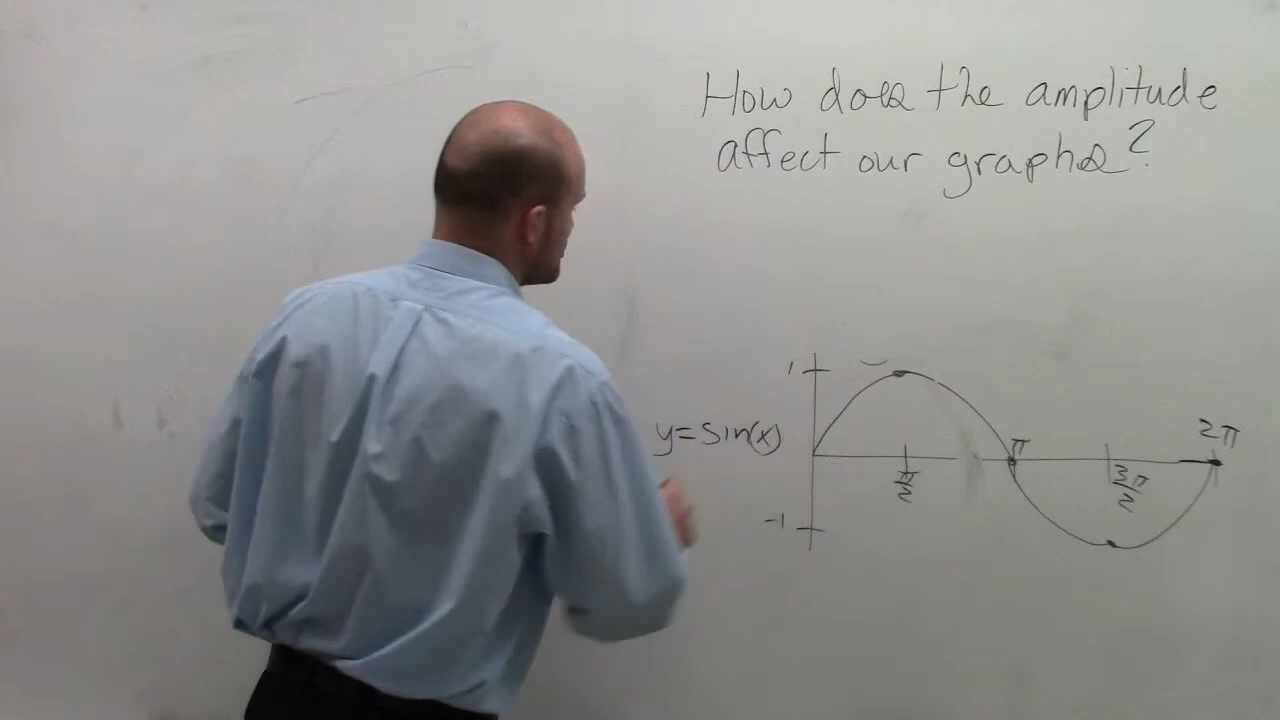 How does the amplitude
affect our graphs?
1
y=sin(x)
π
2π
π/2
3π/2
-1